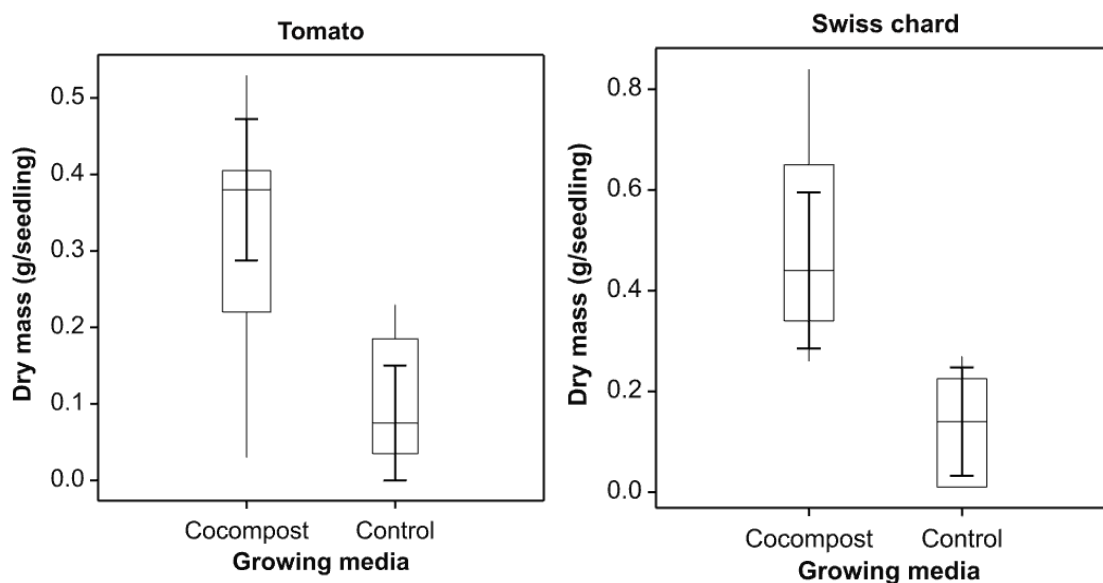 Tomato
Dry mass (g/seedling)
0.5
0.4
0.3
0.2
0.1
0.0
Cocompost Control
Growing media
Swiss chard
Dry mass (g/seedling)
0.8
0.6
0.4
0.2
0.0
Cocompost Control
Growing media